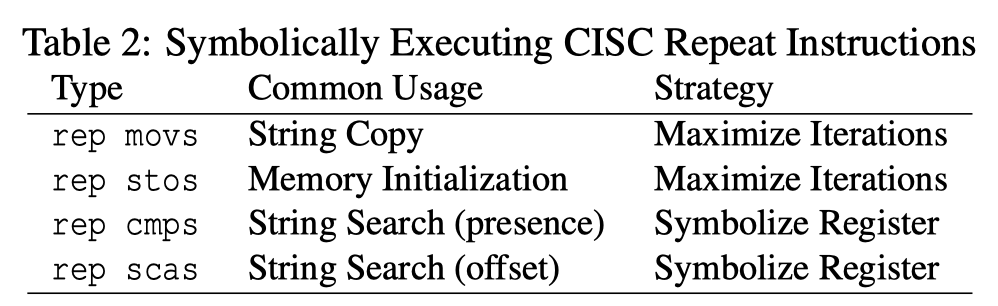 Table 2: Symbolically Executing CISC Repeat Instructions
Type Common Usage Strategy
rep movs String Copy Maximize Iterations
rep stos Memory Initialization Maximize Iterations
rep cmps String Search (presence) Symbolize Register
rep scas String Search (offset) Symbolize Register